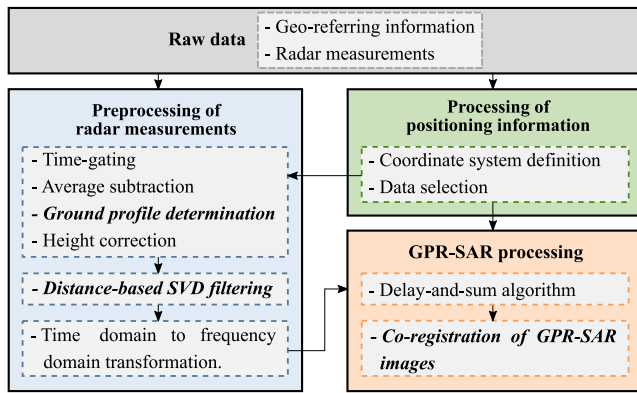 Raw data
- Geo-referring information
- Radar measurements
Preprocessing of
radar measurements
- Time-gating
- Average subtraction
- Ground profile determination
- Height correction
- Distance-based SVD filtering
- Time domain to frequency
domain transformation.
Processing of
positioning information
- Coordinate system definition
- Data selection
GPR-SAR processing
- Delay-and-sum algorithm
- Co-registration of GPR-SAR
images